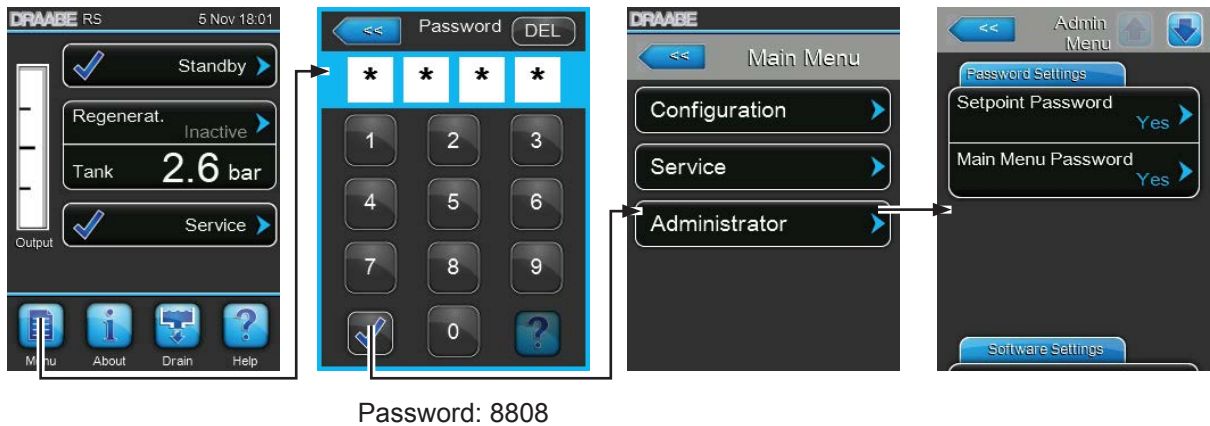 DRAABE RS 5 Nov 18:01
Standby
Regenerat.
Inactive
Tank 2.6 bar
Service
Output
Menu About Drain Help
<< Password DEL
* * * *
1 2 3
4 5 6
7 8 9
0 ?
Password: 8808
DRAABE
<< Main Menu
Configuration
Service
Administrator
<< Admin
Menu
Password Settings
Setpoint Password
Yes
Main Menu Password
Yes
Software Settings